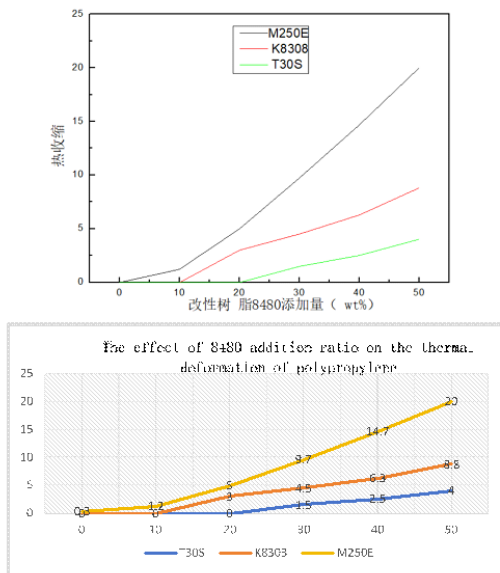 25
M250E
K8308
T30S
20
15
热收缩
10
5
0
0 10 20 30 40 50
改性树 脂8480添加量（ wt%）
The effect of 8480 addition ratio on the thermal
deformation of polypropylene
25
20
20
15
14.7
10
9.7
8.8
6.3
5
5
4.5
4
3
2.5
1.5
1.2
0.3
0
0
0
0
0 10 20 30 40 50
T30S K8303 M250E